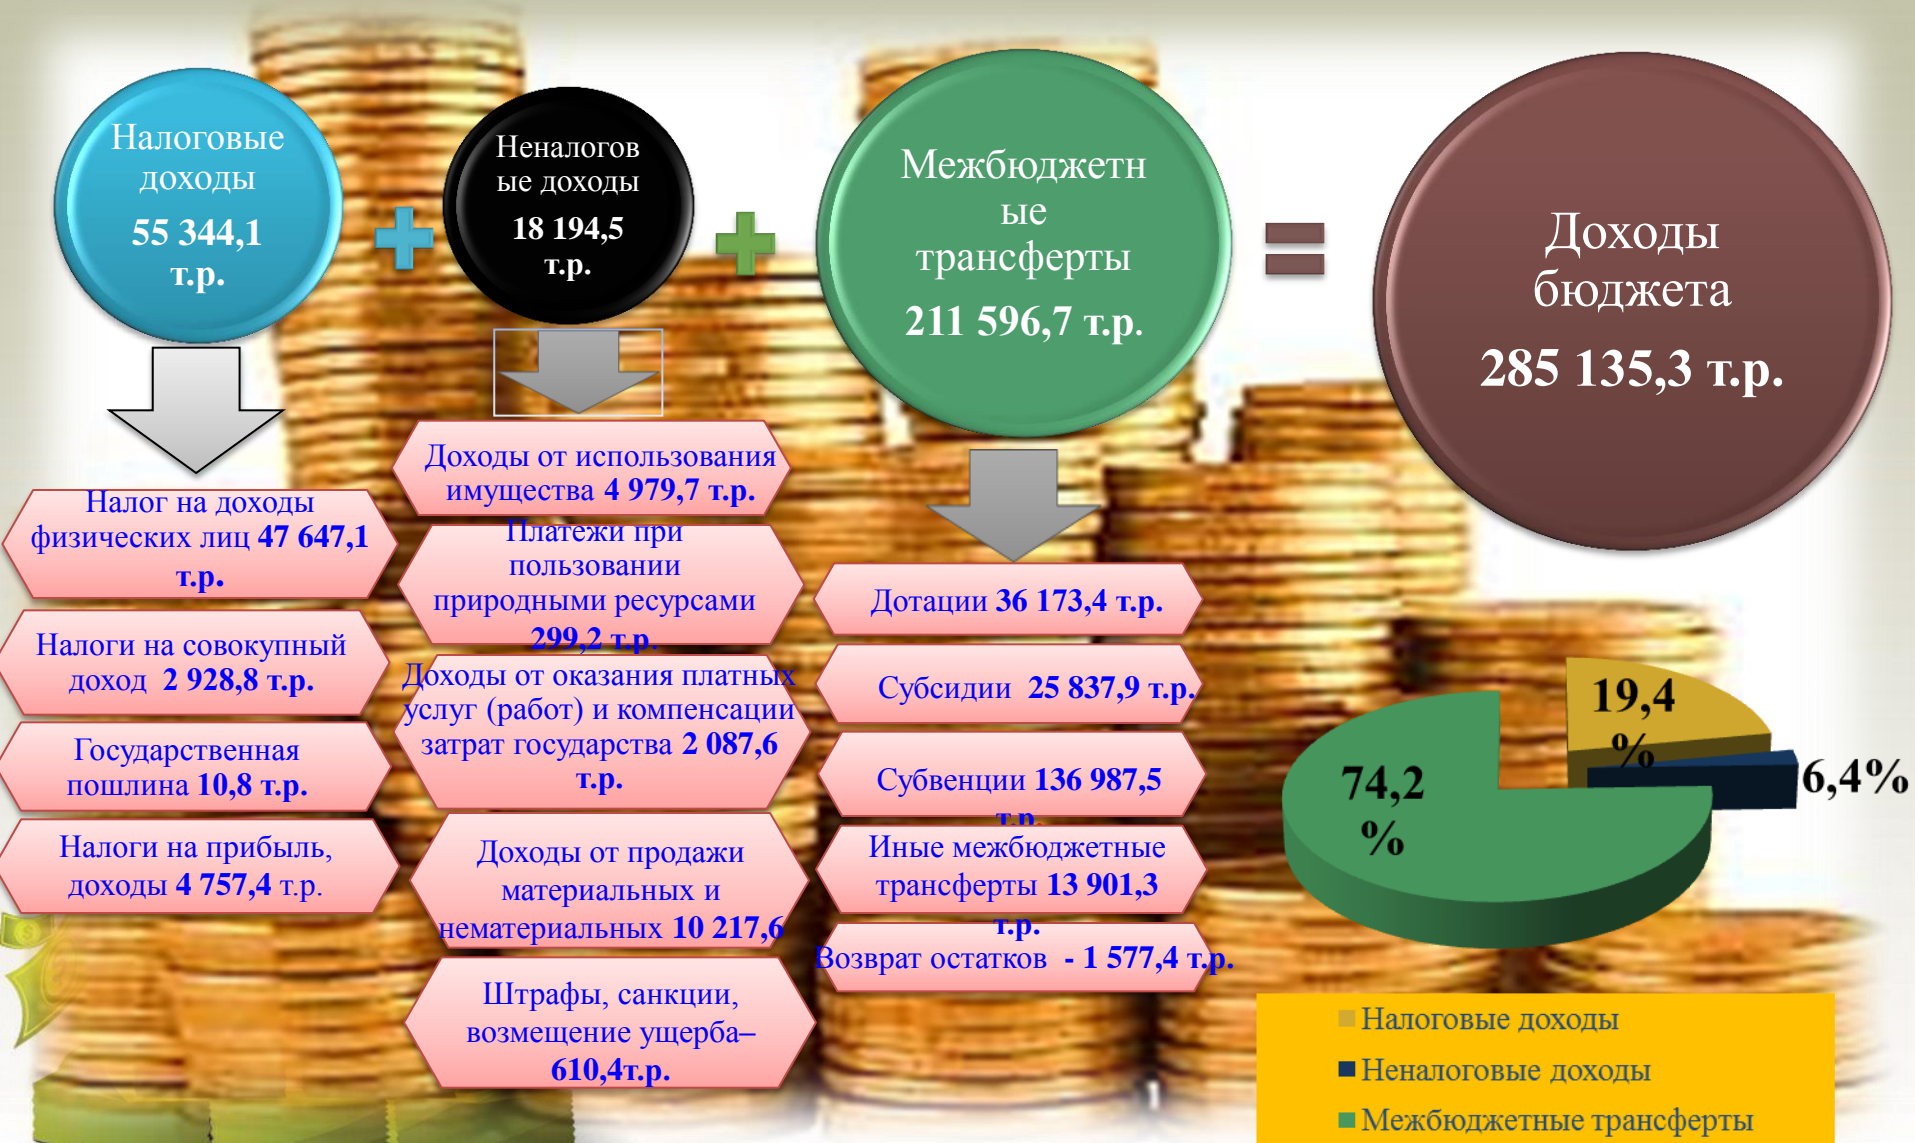 Налоговые
доходы
55 344,1
т.р.
Неналогов
ые доходы
18 194,5
т.р.
Межбюджетн
ые
трансферты
211 596,7 т.р.
Доходы
бюджета
285 135,3 т.р.
Налог на доходы
физических лиц 47 647,1
т.р.
Налоги на совокупный
доход 2 928,8 т.р.
Государственная
пошлина 10,8 т.р.
Налоги на прибыль,
доходы 4 757,4 т.р.
Доходы от использования
имущества 4 979,7 т.р.
Платежи при
пользовании
природными ресурсами
299,2 т.р.
Доходы от оказания платных
услуг (работ) и компенсации
затрат государства 2 087,6
т.р.
Доходы от продажи
материальных и
нематериальных 10 217,6
Штрафы, санкции,
возмещение ущерба–
610,4т.р.
Дотации 36 173,4 т.р.
Субсидии 25 837,9 т.р.
Субвенции 136 987,5
т.р.
Иные межбюджетные
трансферты 13 901,3
т.р.
Возврат остатков - 1 577,4 т.р.
19,4
%
6,4%
74,2
%
Налоговые доходы
Неналоговые доходы
Межбюджетные трансферты